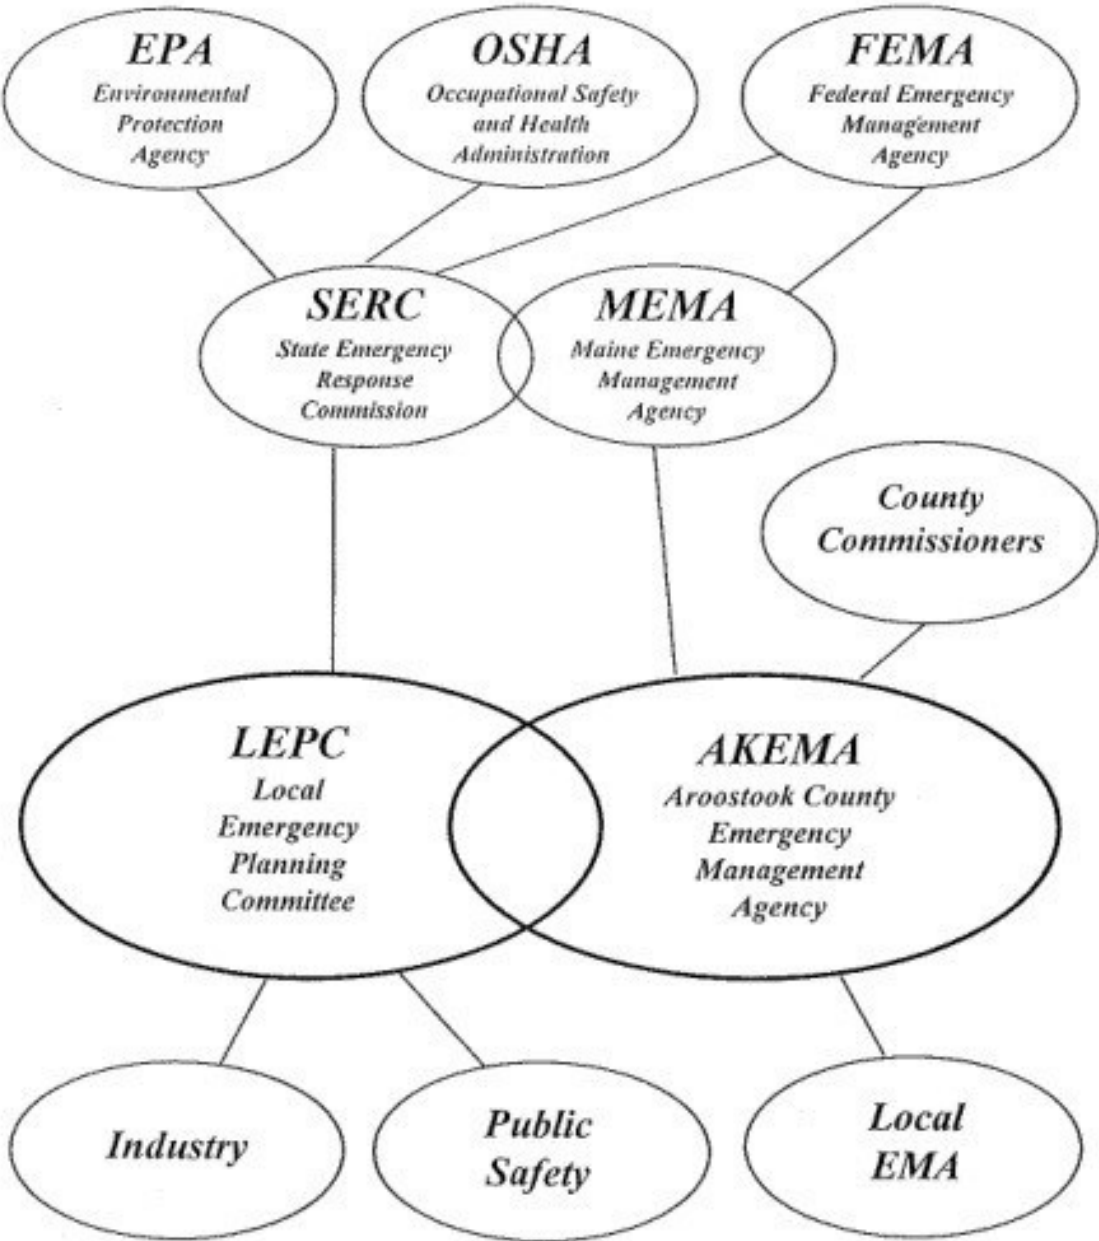 EPA
Environmental
Protection
Agency
OSHA
Occupational Safety
and Health
Administration
FEMA
Federal Emergency
Management
Agency
SERC
State Emergency
Response
Commission
MEMA
Maine Emergency
Management
Agency
County
Commissioners
LEPC
Local
Emergency
Planning
Committee
AKEMA
Aroostook County
Emergency
Management
Agency
Industry
Public
Safety
Local
EMA